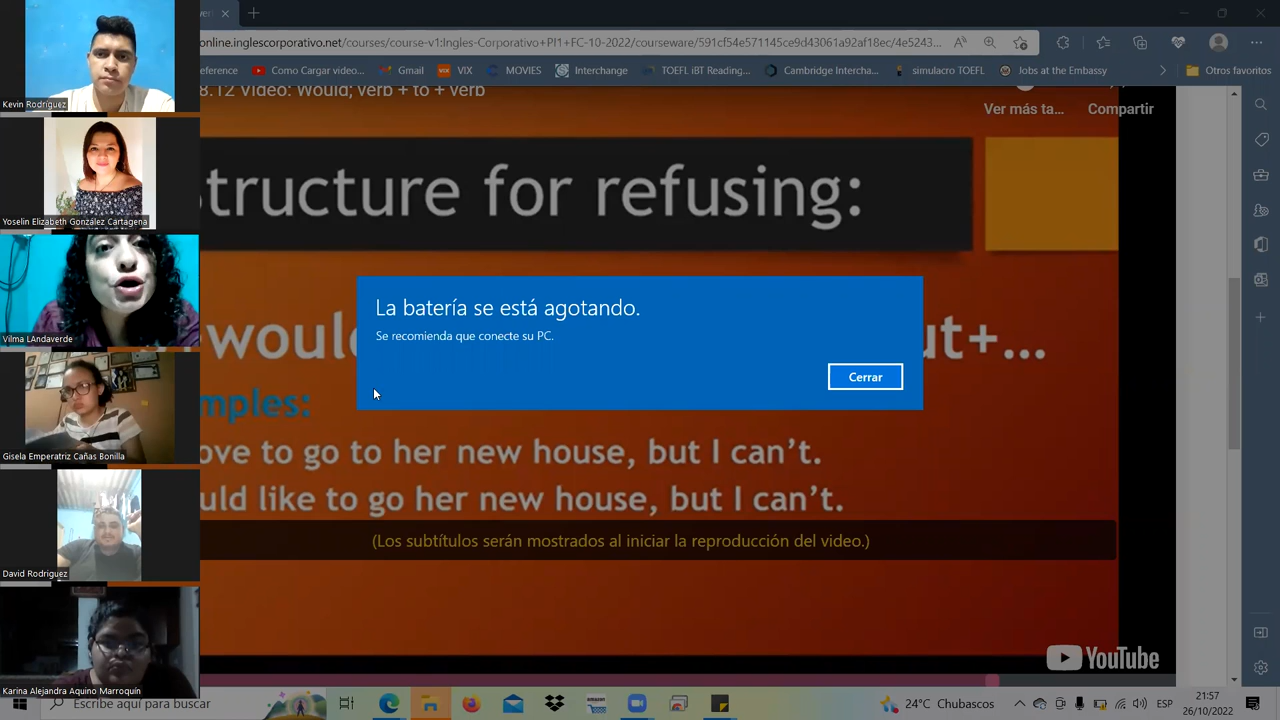 online.inglescorporativo.net/courses/course-v1:Ingles-Corporativo+PI1+FC-10-2022/courseware/591cf54e571145ce9d43061a92af18ec/4e5243...
eference
Como Cargar video...
Gmail
VIX
MOVIES
Interchange
TOEFL iBT Reading...
Cambridge Intercha...
simulacro TOEFL
Jobs at the Embassy
Otros favoritos
8.12 Video: Would; verb + to + verb
Ver más ta...
Compartir
tructure for refusing:
would
ut+...
mples:
ove to go to her new house, but I can't.
uld like to go her new house, but I can't.
(Los subtítulos serán mostrados al iniciar la reproducción del video.)
YouTube
La batería se está agotando.
Se recomienda que conecte su PC.
Cerrar
Kevin Rodríguez
Yoselin Elizabeth González Cartagena
Vilma LAndaverde
Gisela Emperatriz Cañas Bonilla
David Rodríguez
Karina Alejandra Aquino Marroquín
Escribe aquí para buscar
amazon
24°C Chubascos
ESP
21:57
26/10/2022